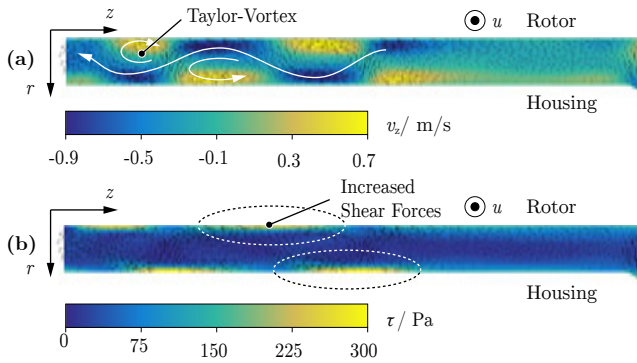 Taylor-Vortex
z
u Rotor
(a)
r
Housing
v_z/ m/s
-0.9 -0.5 -0.1 0.3 0.7
z
Increased
Shear Forces
u Rotor
(b)
r
Housing
τ / Pa
0 75 150 225 300